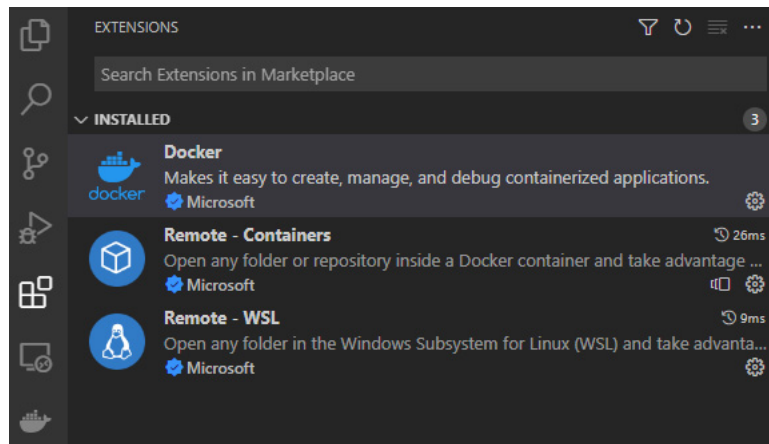 EXTENSIONS
Search Extensions in Marketplace
INSTALLED 3
Docker
Makes it easy to create, manage, and debug containerized applications.
docker
Microsoft
Remote - Containers 26ms
Open any folder or repository inside a Docker container and take advantage ...
Microsoft
Remote - WSL 9ms
Open any folder in the Windows Subsystem for Linux (WSL) and take advanta...
Microsoft